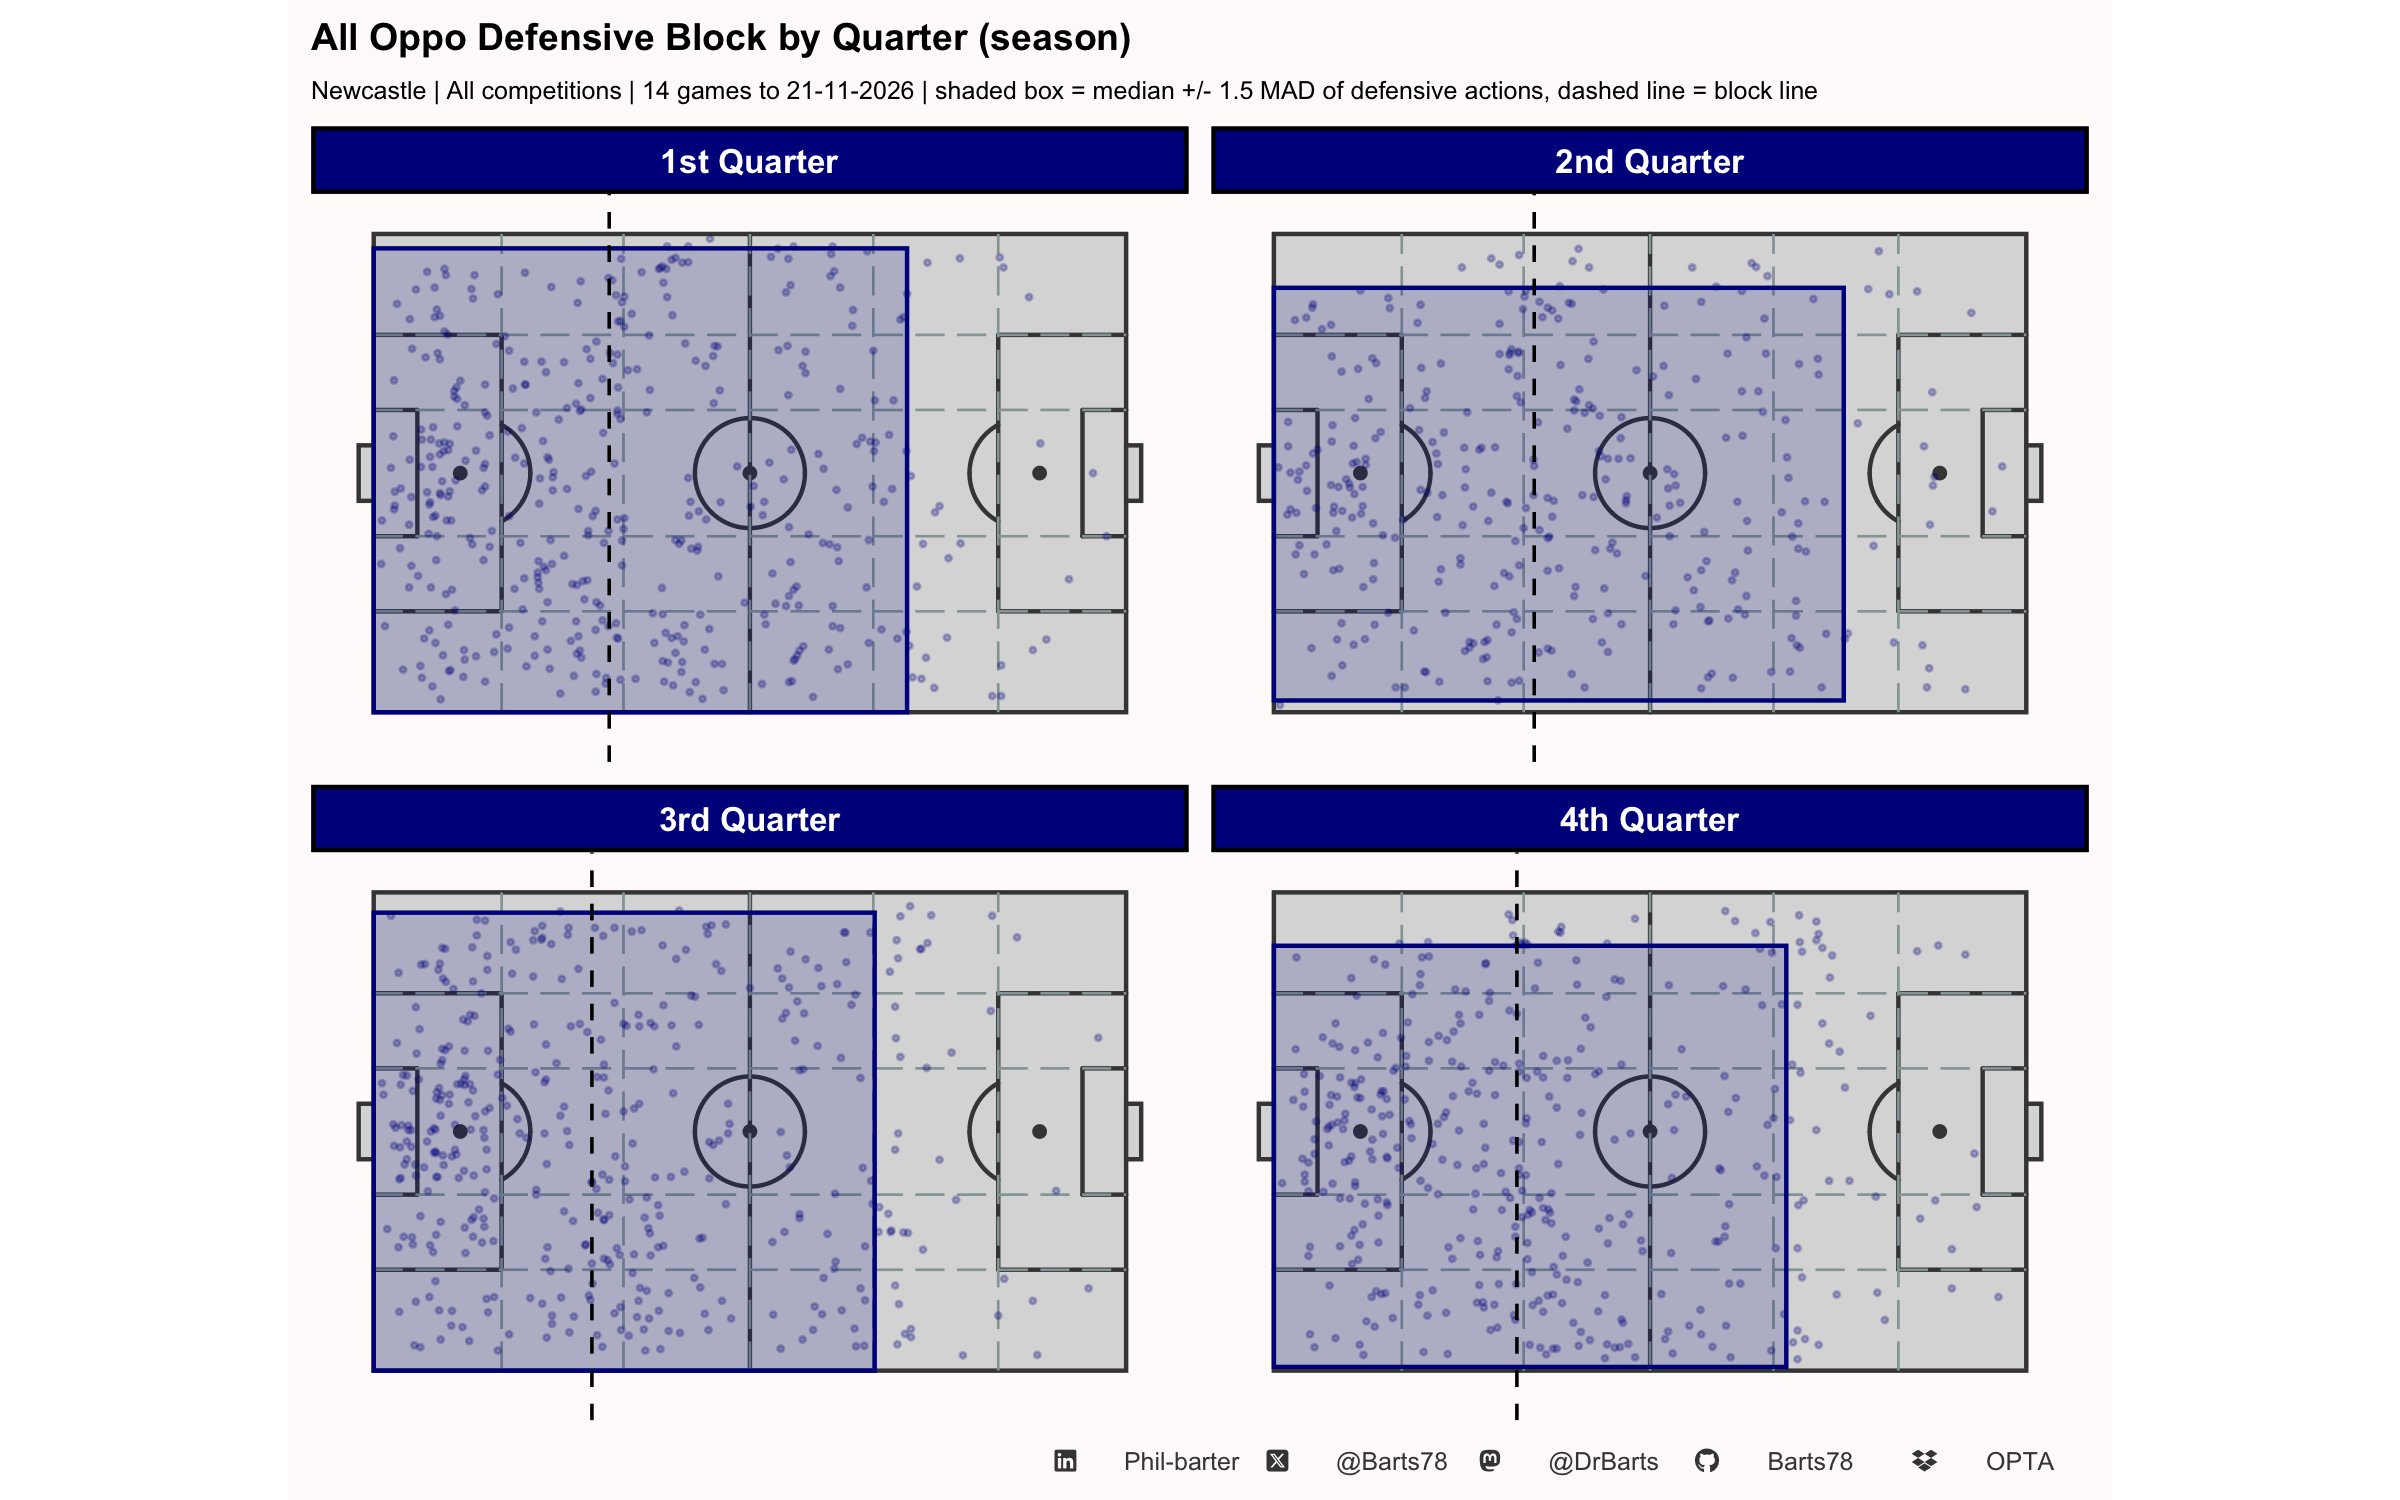 All Oppo Defensive Block by Quarter (season)
Newcastle | All competitions | 14 games to 21-11-2026 | shaded box = median +/- 1.5 MAD of defensive actions, dashed line = block line
1st Quarter
2nd Quarter
3rd Quarter
4th Quarter
Phil-barter @Barts78 @DrBarts Barts78 OPTA